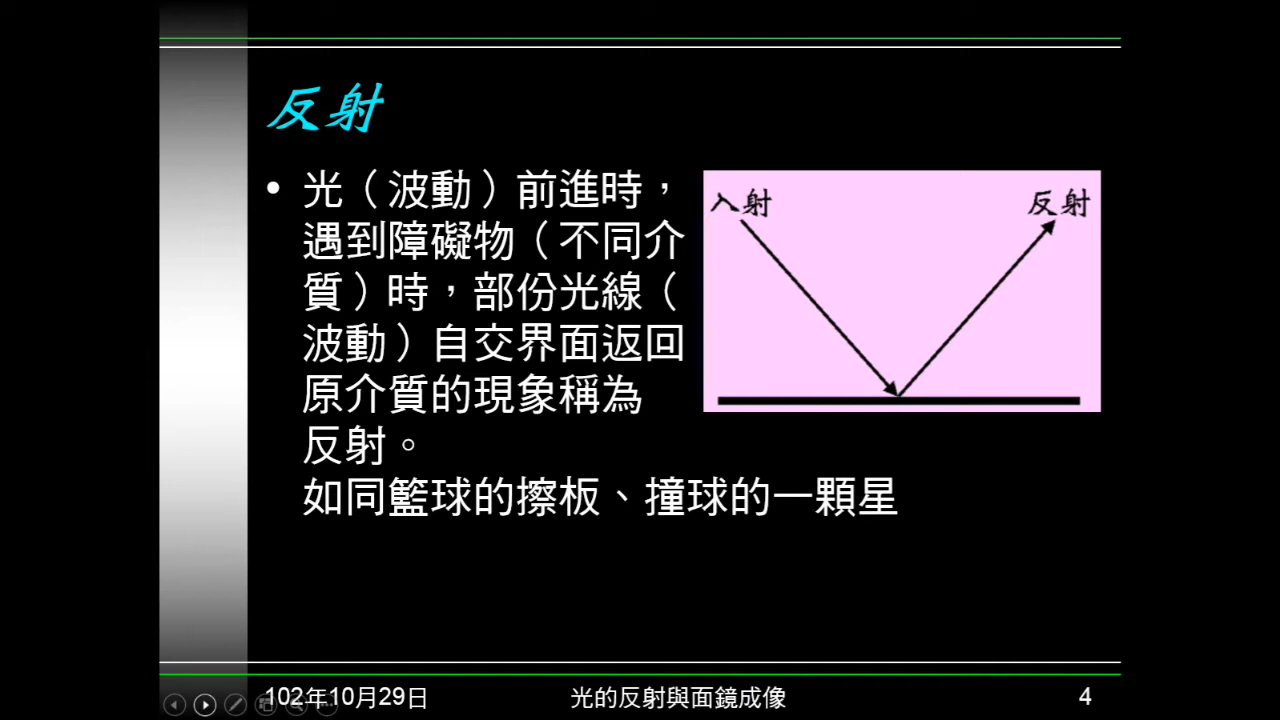 反射
• 光（波動）前進時，
遇到障礙物（不同介
質）時，部份光線（
波動）自交界面返回
原介質的現象稱為
反射。
如同籃球的擦板、撞球的一顆星
入射
反射
102年10月29日
光的反射與面鏡成像
4